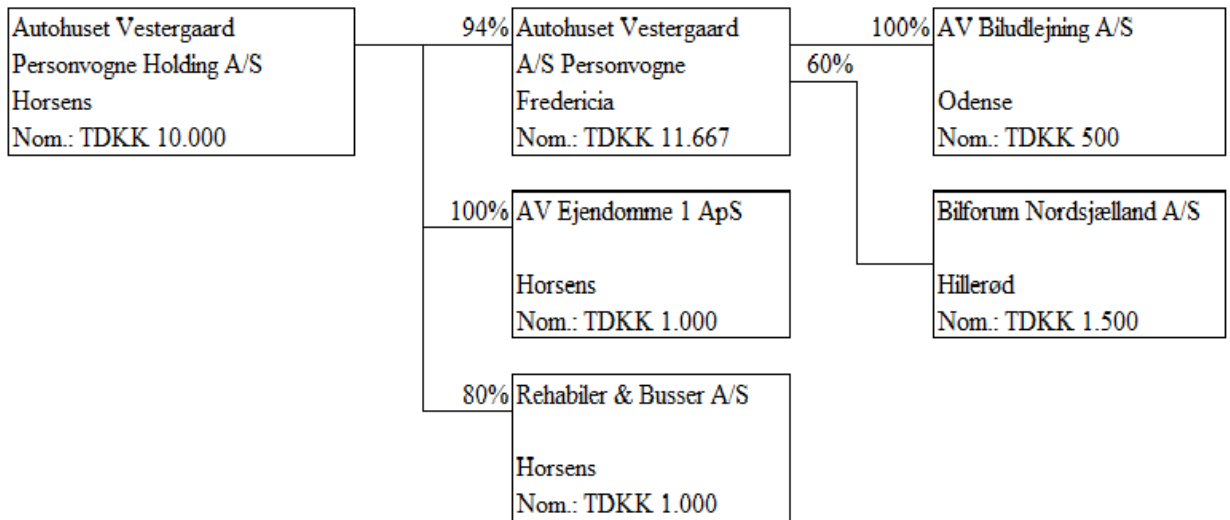 Autohuset Vestergaard
Personvogne Holding A/S
Horsens
Nom.: TDKK 10.000
94%
Autohuset Vestergaard
A/S Personvogne
Fredericia
Nom.: TDKK 11.667
100%
AV Biludlejning A/S
Odense
Nom.: TDKK 500
60%
Bilforum Nordsjælland A/S
Hillerød
Nom.: TDKK 1.500
100%
AV Ejendomme 1 ApS
Horsens
Nom.: TDKK 1.000
80%
Rehabiler & Busser A/S
Horsens
Nom.: TDKK 1.000